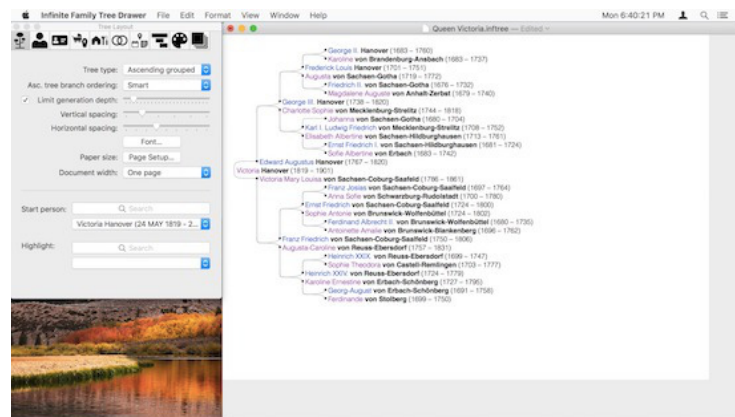 Infinite Family Tree Drawer File Edit Format View Window Help Mon 6:40:21 PM
Tree Layout
Queen Victoria.inftree — Edited
Tree type: Ascending grouped
Asc. tree branch ordering: Smart
Limit generation depth:
Vertical spacing:
Horizontal spacing:
Font...
Paper size: Page Setup...
Document width: One page
Start person: Search
Victoria Hanover (24 MAY 1819 – 2...
Highlight: Search
George II. Hanover (1683 – 1760)
Karoline von Brandenburg-Ansbach (1683 – 1737)
Frederick Louis Hanover (1701 – 1751)
Augusta von Sachsen-Gotha (1719 – 1772)
Friedrich II. von Sachsen-Gotha (1676 – 1732)
Magdalene Auguste von Anhalt-Zerbst (1679 – 1740)
George III. Hanover (1738 – 1820)
Charlotte Sophie von Mecklenburg-Strelitz (1744 – 1818)
Johanna von Sachsen-Gotha (1680 – 1704)
Karl I. Ludwig Friedrich von Mecklenburg-Strelitz (1708 – 1752)
Elisabeth Albertine von Sachsen-Hildburghausen (1713 – 1761)
Ernst Friedrich I. von Sachsen-Hildburghausen (1681 – 1724)
Sofie Albertine von Erbach (1683 – 1742)
Edward Augustus Hanover (1767 – 1820)
Victoria Hanover (1819 – 1901)
Victoria Mary Louisa von Sachsen-Coburg-Saalfeld (1786 – 1861)
Franz Josias von Sachsen-Coburg-Saalfeld (1697 – 1764)
Anna Sofie von Schwarzburg-Rudolstadt (1700 – 1780)
Ernst Friedrich von Sachsen-Coburg-Saalfeld (1724 – 1800)
Sophie Antonie von Brunswick-Wolfenbüttel (1724 – 1802)
Ferdinand Albrecht II. von Brunswick-Wolfenbüttel (1680 – 1735)
Antoinette Amalie von Brunswick-Blankenberg (1696 – 1762)
Franz Friedrich von Sachsen-Coburg-Saalfeld (1750 – 1806)
Augusta Caroline von Reuss-Ebersdorf (1757 – 1831)
Heinrich XXIX. von Reuss-Ebersdorf (1699 – 1747)
Sophie Theodora von Castell-Remlingen (1703 – 1777)
Heinrich XXIV. von Reuss-Ebersdorf (1724 – 1779)
Karoline Ernestine von Erbach-Schönberg (1727 – 1796)
Georg-August von Erbach-Schönberg (1691 – 1758)
Ferdinande von Stolberg (1699 – 1750)